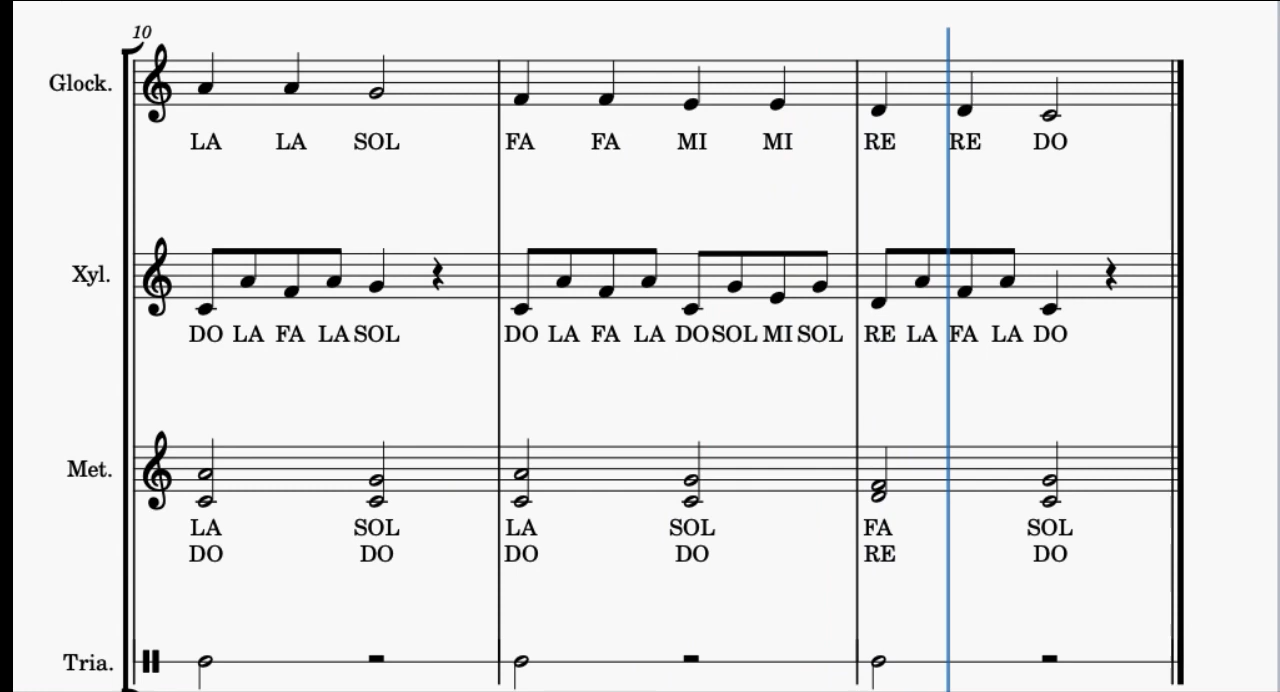 10
Glock.
LA LA SOL FA FA MI MI RE RE DO
Xyl.
DO LA FA LA SOL DO LA FA LA DO SOL MI SOL RE LA FA LA DO
Met.
LA SOL LA SOL FA SOL
DO DO DO DO RE DO
Tria.